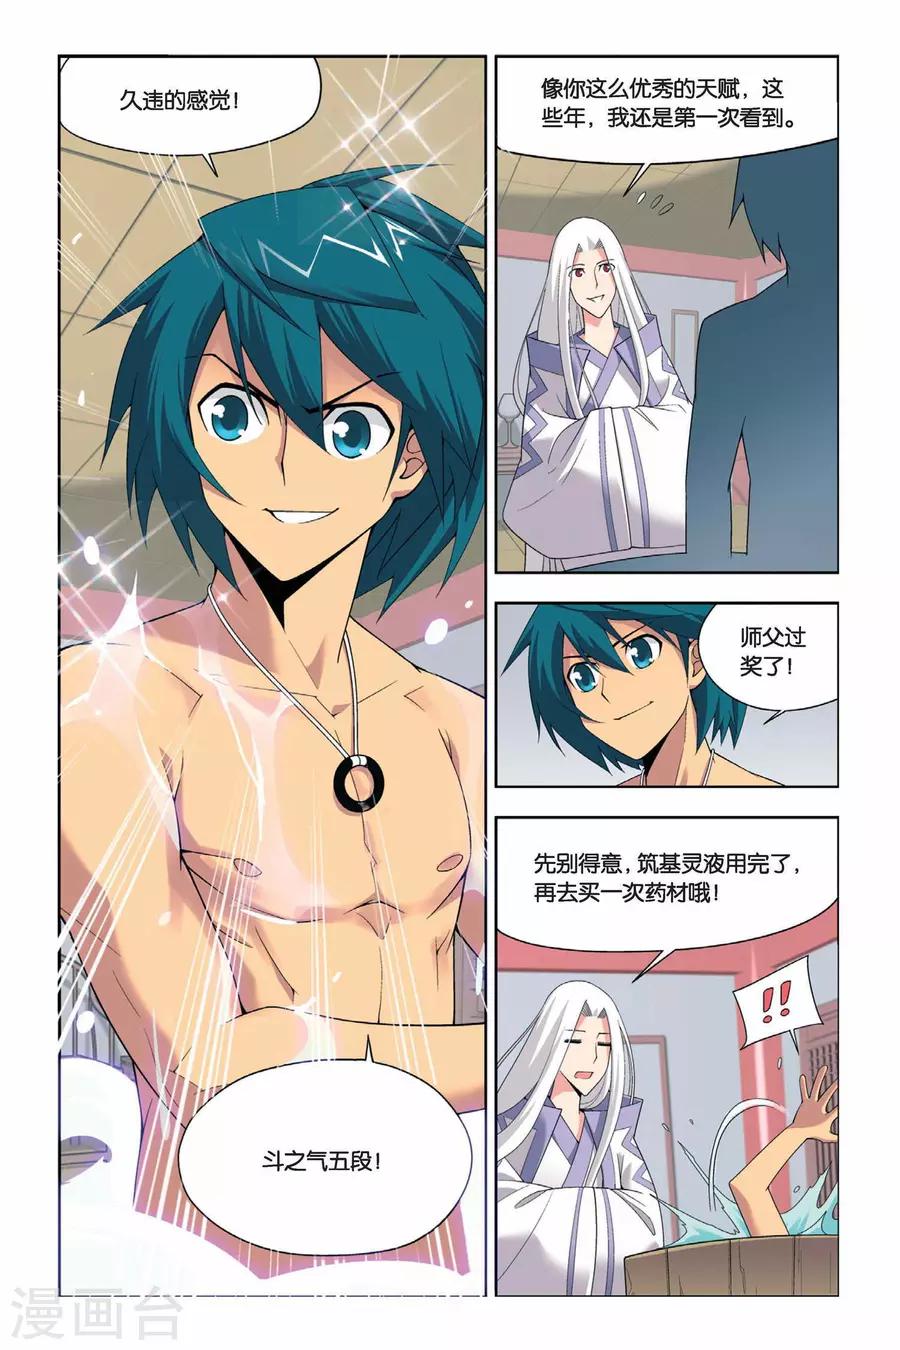 久违的感觉！
斗之气五段！
像你这么优秀的天赋，这
些年，我还是第一次看到。
师父过
奖了！
先别得意，筑基灵液用完了，
再去买一次药材哦！
!!
漫画台